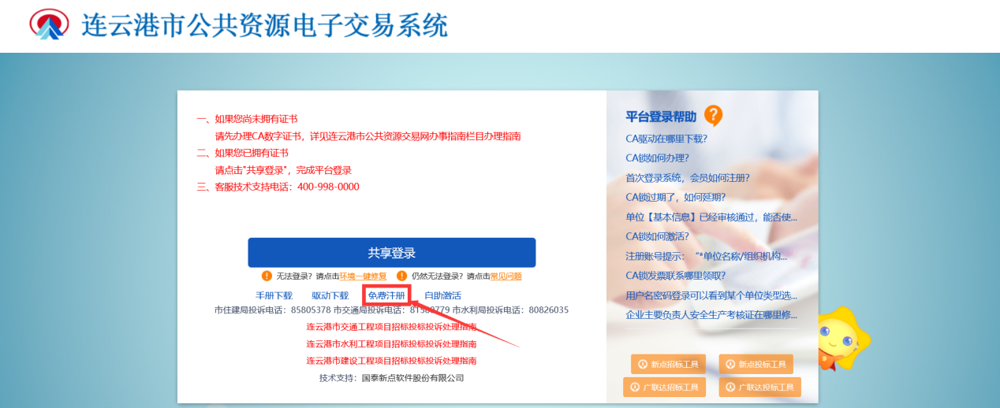 连云港市公共资源电子交易系统
一、如果您尚未拥有证书
请先办理CA数字证书，详见连云港市公共资源交易网办事指南栏目办理指南
二、如果您已拥有证书
请点击"共享登录"，完成平台登录
三、客服技术支持电话：400-998-0000
共享登录
无法登录？请点击环境一键修复 仍然无法登录？请点击常见问题
手册下载 驱动下载 免费注册 自助激活
市住建局投诉电话：85805378 市交通局投诉电话：81580779 市水利局投诉电话：80826035
连云港市交通工程项目招标投标投诉处理指南
连云港市水利工程项目招标投标投诉处理指南
连云港市建设工程项目招标投标投诉处理指南
技术支持：国泰新点软件股份有限公司
平台登录帮助
CA驱动在哪里下载?
CA锁如何办理?
首次登录系统，会员如何注册?
CA锁过期了，如何延期?
单位【基本信息】已经审核通过，能否使...
CA锁如何激活?
注册账号提示： “*单位名称/组织机构...
CA锁发票联系哪里领取?
用户名密码登录可以看到某个单位类型选...
企业主要负责人安全生产考核证在哪里修...
新点招标工具 新点投标工具
广联达招标工具 广联达投标工具